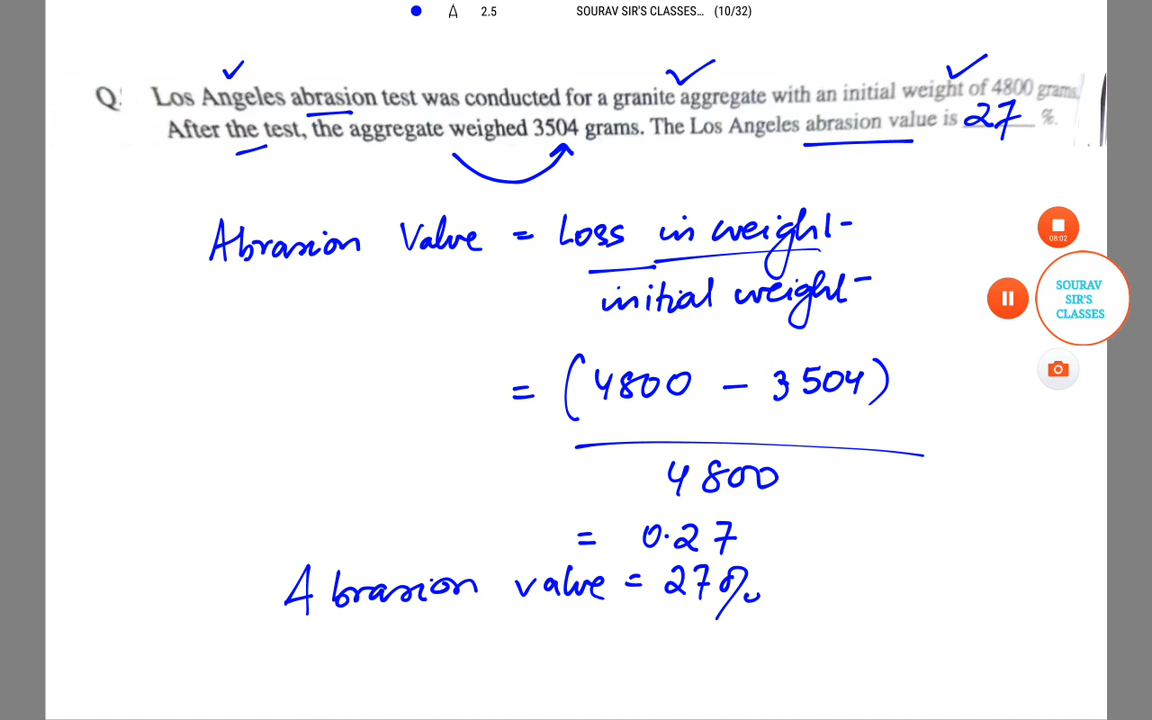 2.5 SOURAV SIR'S CLASSES... (10/32)
Q: Los Angeles abrasion test was conducted for a granite aggregate with an initial weight of 4800 grams.
After the test, the aggregate weighed 3504 grams. The Los Angeles abrasion value is 27 %.
Abrasion Value = Loss in weight
initial weight
= (4800 - 3504)
4800
= 0.27
Abrasion value = 27%
08:02
SOURAV
SIR'S
CLASSES